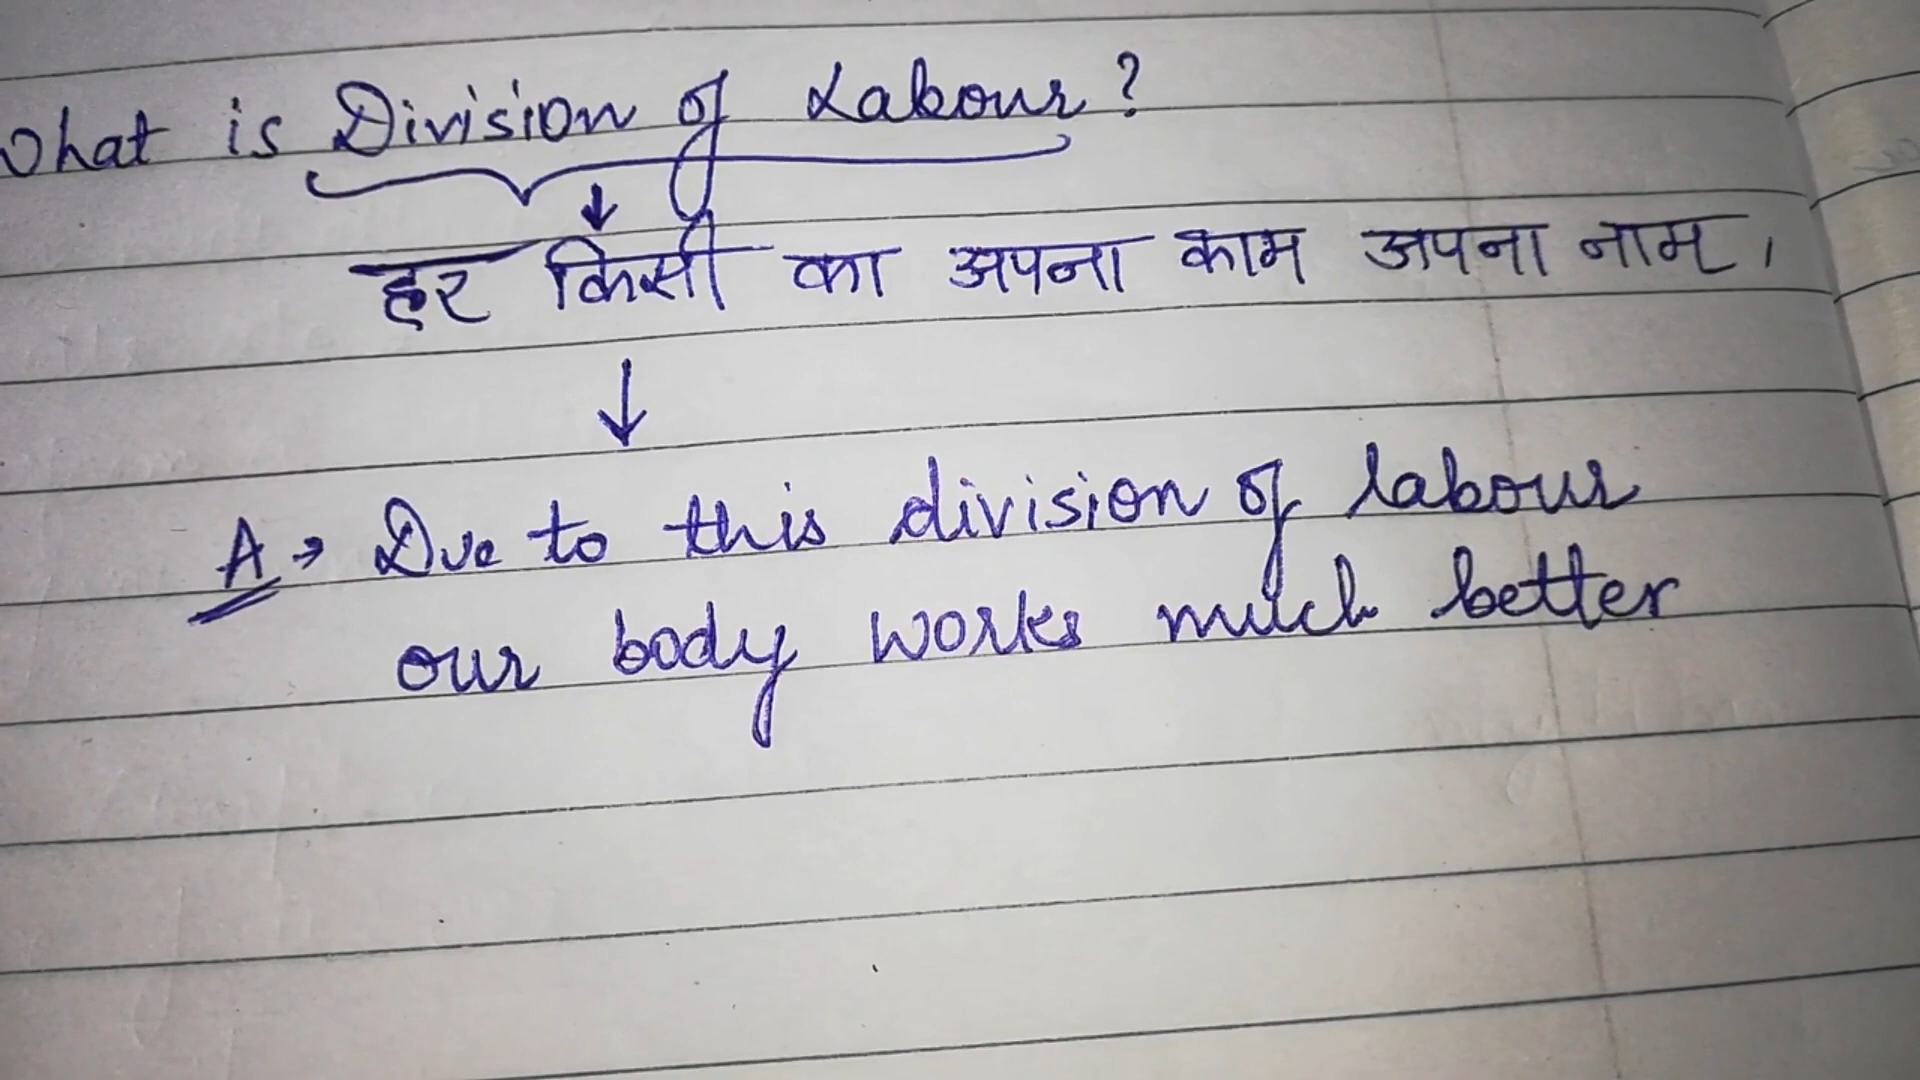 What is Division of Labour?
↓
हर किसी का अपना काम अपना नाम।
↓
A → Due to this division of labour
our body works much better